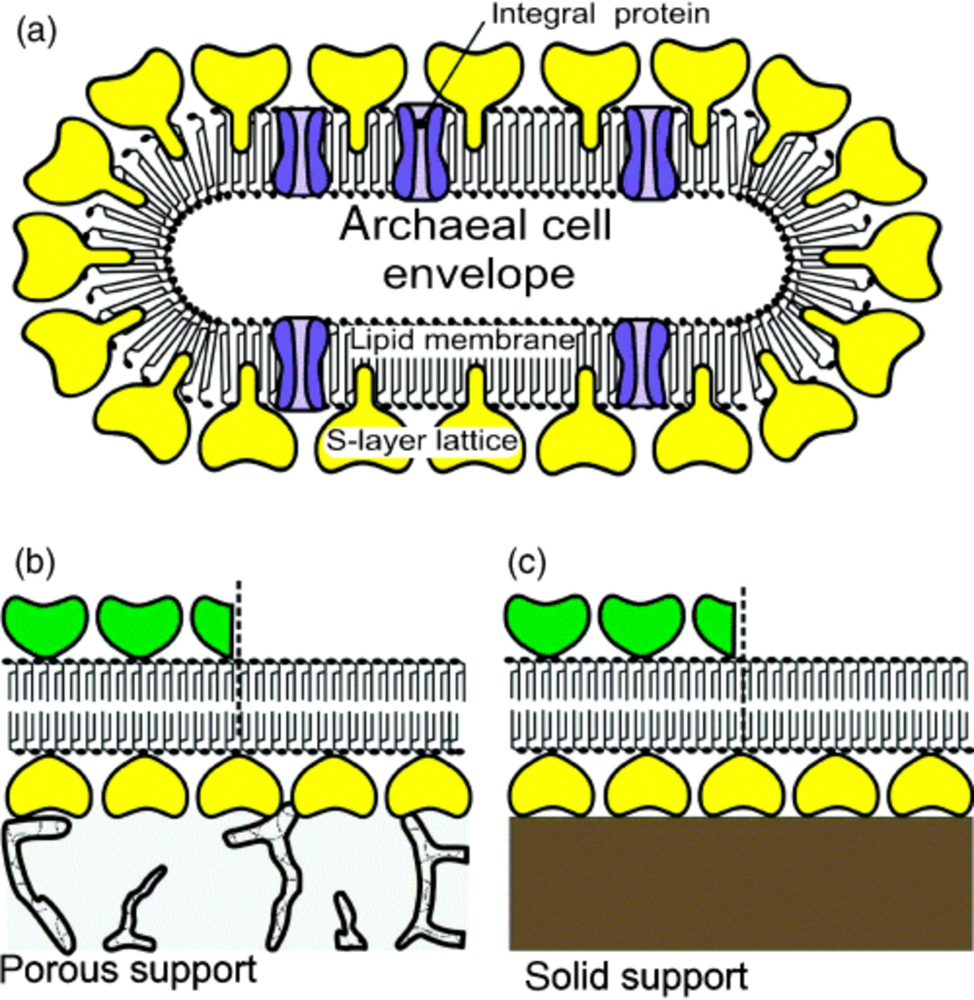 (a)
Integral protein
Archaeal cell
envelope
Lipid membrane
S-layer lattice
(b)
(c)
Porous support
Solid support